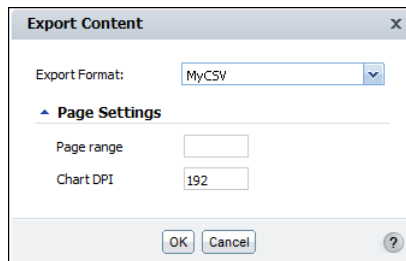 Export Content x
Export Format: MyCSV
Page Settings
Page range
Chart DPI 192
OK Cancel ?